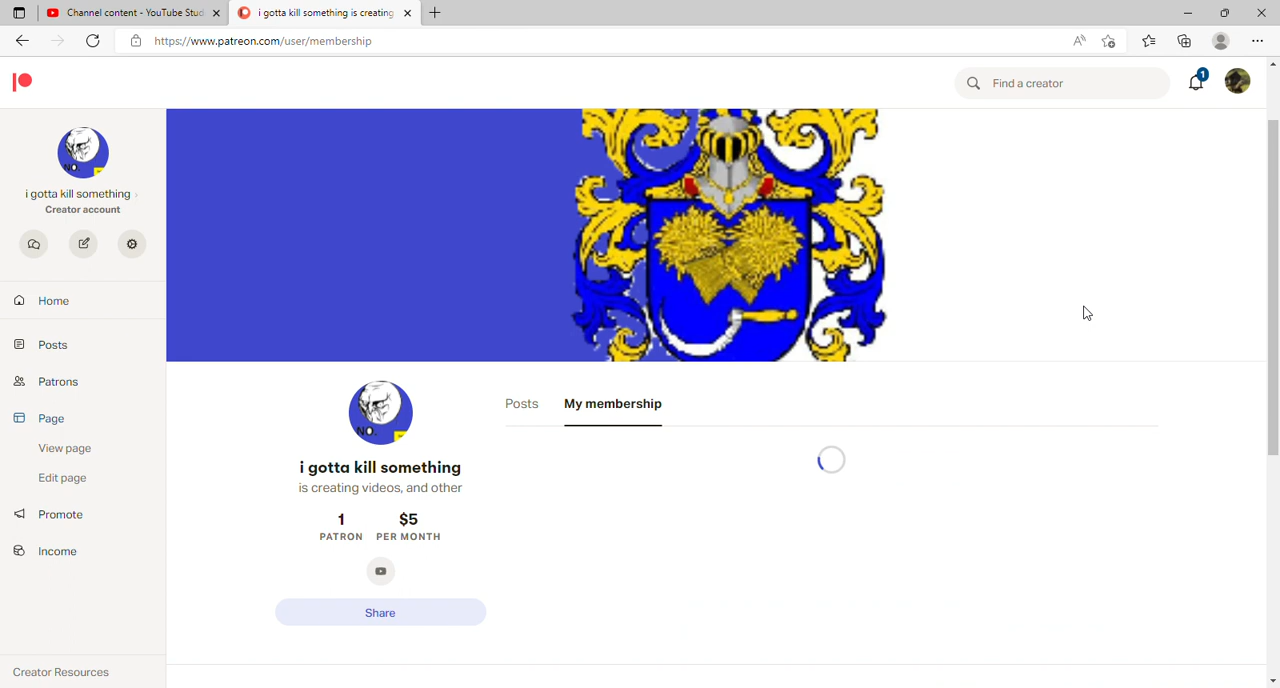 Channel content - YouTube Stud
i gotta kill something is creating
https://www.patreon.com/user/membership
Find a creator
1
NO.
i gotta kill something
Creator account
Home
Posts
Patrons
Page
View page
Edit page
Promote
Income
Creator Resources
Posts My membership
NO.
i gotta kill something
is creating videos, and other
1 $5
PATRON PER MONTH
Share